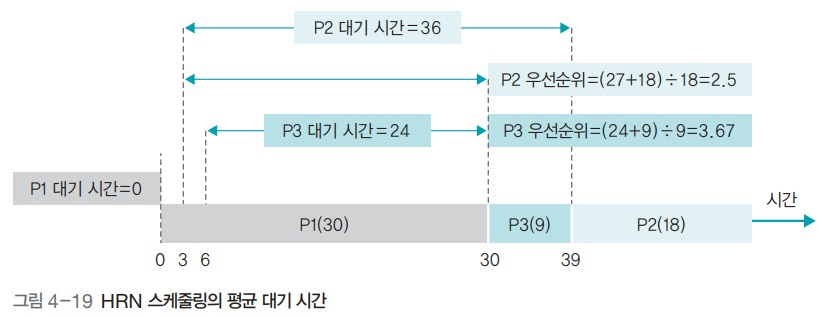 P2 대기 시간=36
P2 우선순위=(27+18)÷18=2.5
P3 대기 시간=24
P3 우선순위=(24+9)÷9=3.67
P1 대기 시간=0
시간
P1(30)
P3(9)
P2(18)
0 3 6 30 39
그림 4-19 HRN 스케줄링의 평균 대기 시간